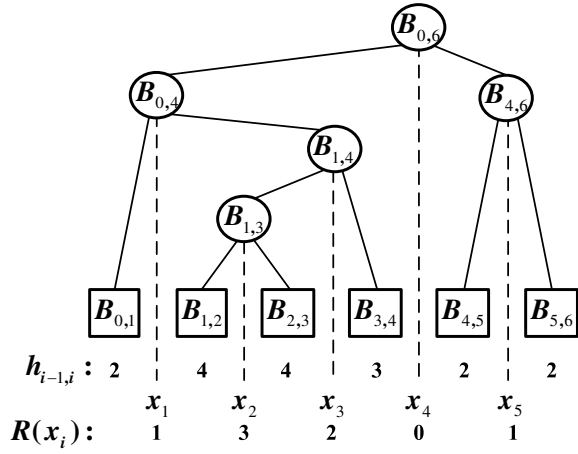 B₀,₆
B₀,₄ B₄,₆
B₁,₄
B₁,₃
B₀,₁ B₁,₂ B₂,₃ B₃,₄ B₄,₅ B₅,₆
hᵢ₋₁,ᵢ : 2 4 4 3 2 2
x₁ x₂ x₃ x₄ x₅
R(xᵢ): 1 3 2 0 1